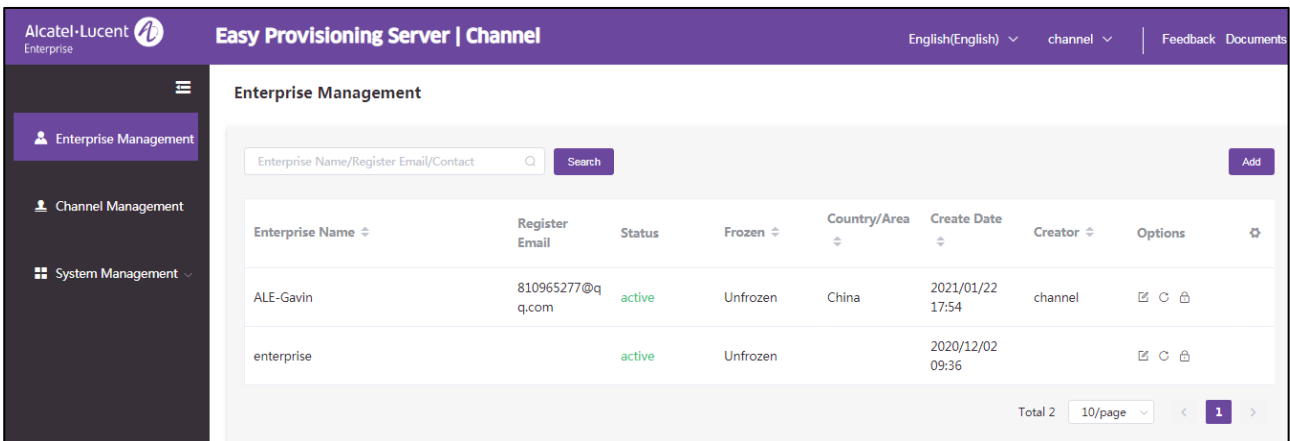 Alcatel·Lucent
Enterprise
Easy Provisioning Server | Channel
English(English)
channel
Feedback Documents
Enterprise Management
Enterprise Management
Channel Management
System Management
Enterprise Name/Register Email/Contact
Search
Add
Enterprise Name
Register
Email
Status
Frozen
Country/Area
Create Date
Creator
Options
ALE-Gavin
810965277@q
q.com
active
Unfrozen
China
2021/01/22
17:54
channel
enterprise
active
Unfrozen
2020/12/02
09:36
Total 2
10/page
1